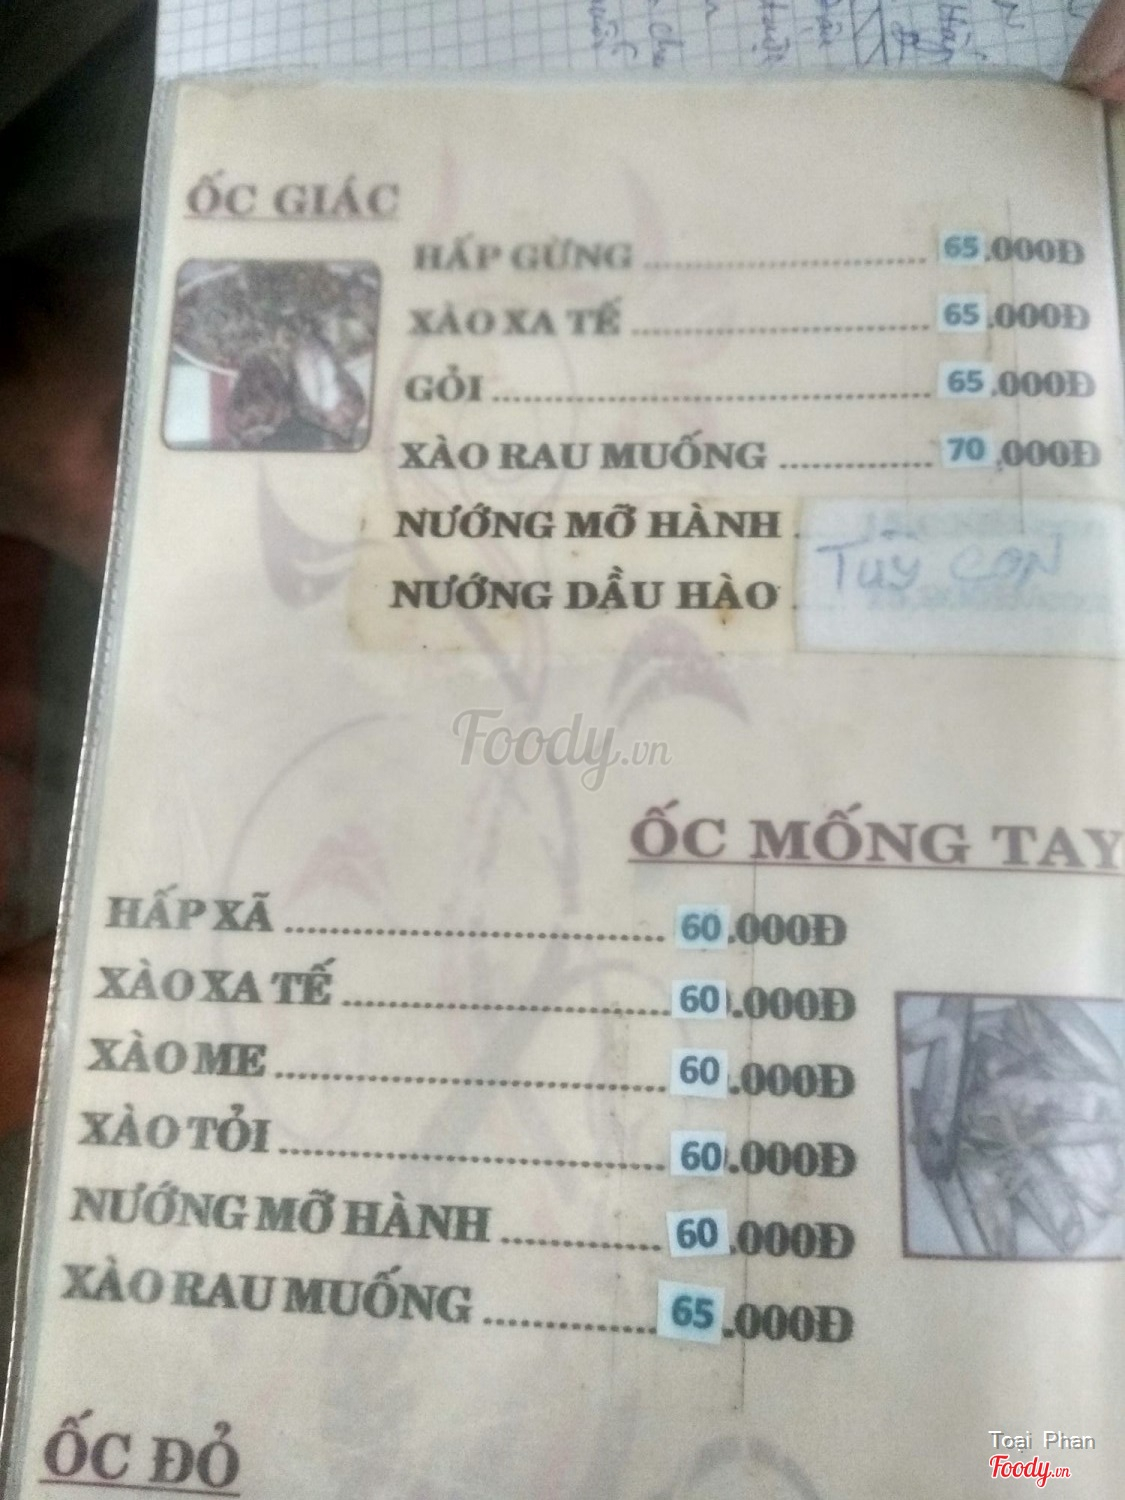 ỐC GIÁC
HẤP GỪNG 65.000Đ
XÀO XA TẾ 65.000Đ
GỎI 65.000Đ
XÀO RAU MUỐNG 70.000Đ
NƯỚNG MỠ HÀNH
NƯỚNG DẦU HÀO
Tùy CON
Foody.vn
ỐC MỐNG TAY
HẤP XÃ 60.000Đ
XÀO XA TẾ 60.000Đ
XÀO ME 60.000Đ
XÀO TỎI 60.000Đ
NƯỚNG MỠ HÀNH 60.000Đ
XÀO RAU MUỐNG 65.000Đ
ỐC ĐỎ
Toại Phan
Foody.vn